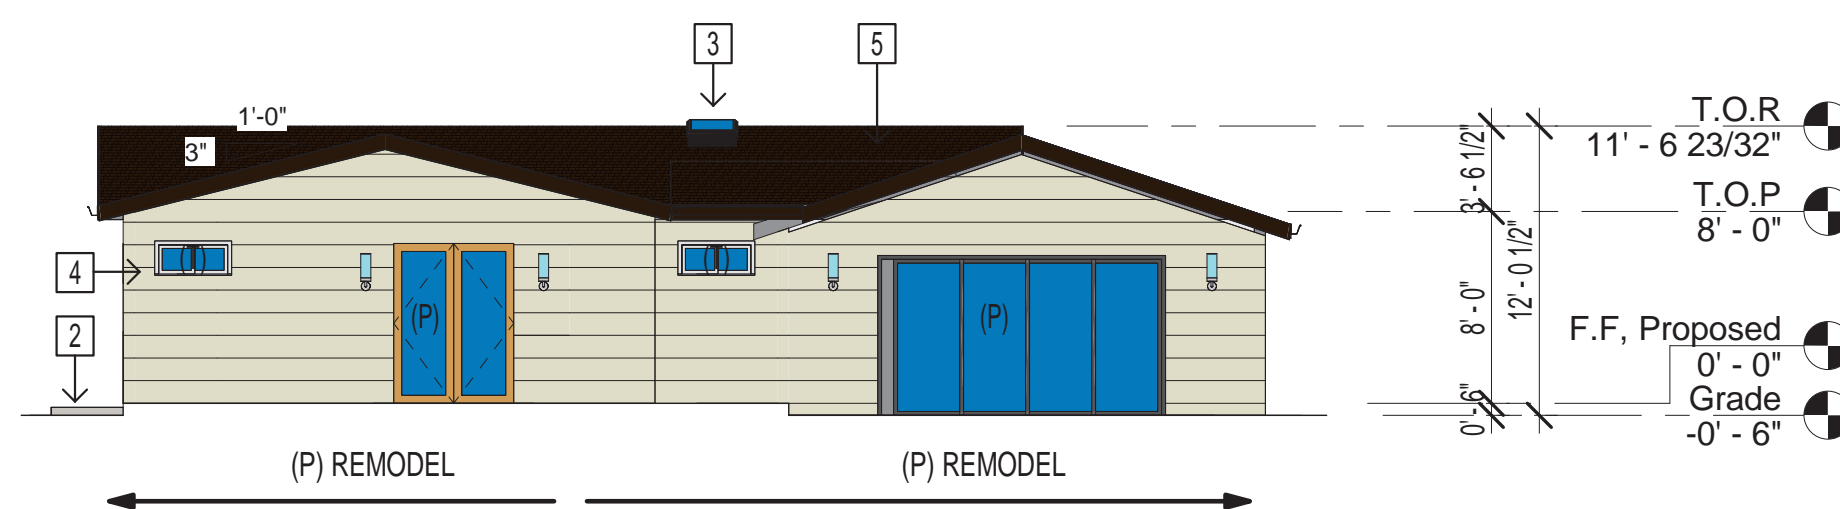 3
5
1'-0"
3"
4
2
(P)
(P)
3' - 6 1/2"
8' - 0"
0' - 6"
12' - 0 1/2"
T.O.R
11' - 6 23/32"
T.O.P
8' - 0"
F.F, Proposed
0' - 0"
Grade
-0' - 6"
(P) REMODEL
(P) REMODEL